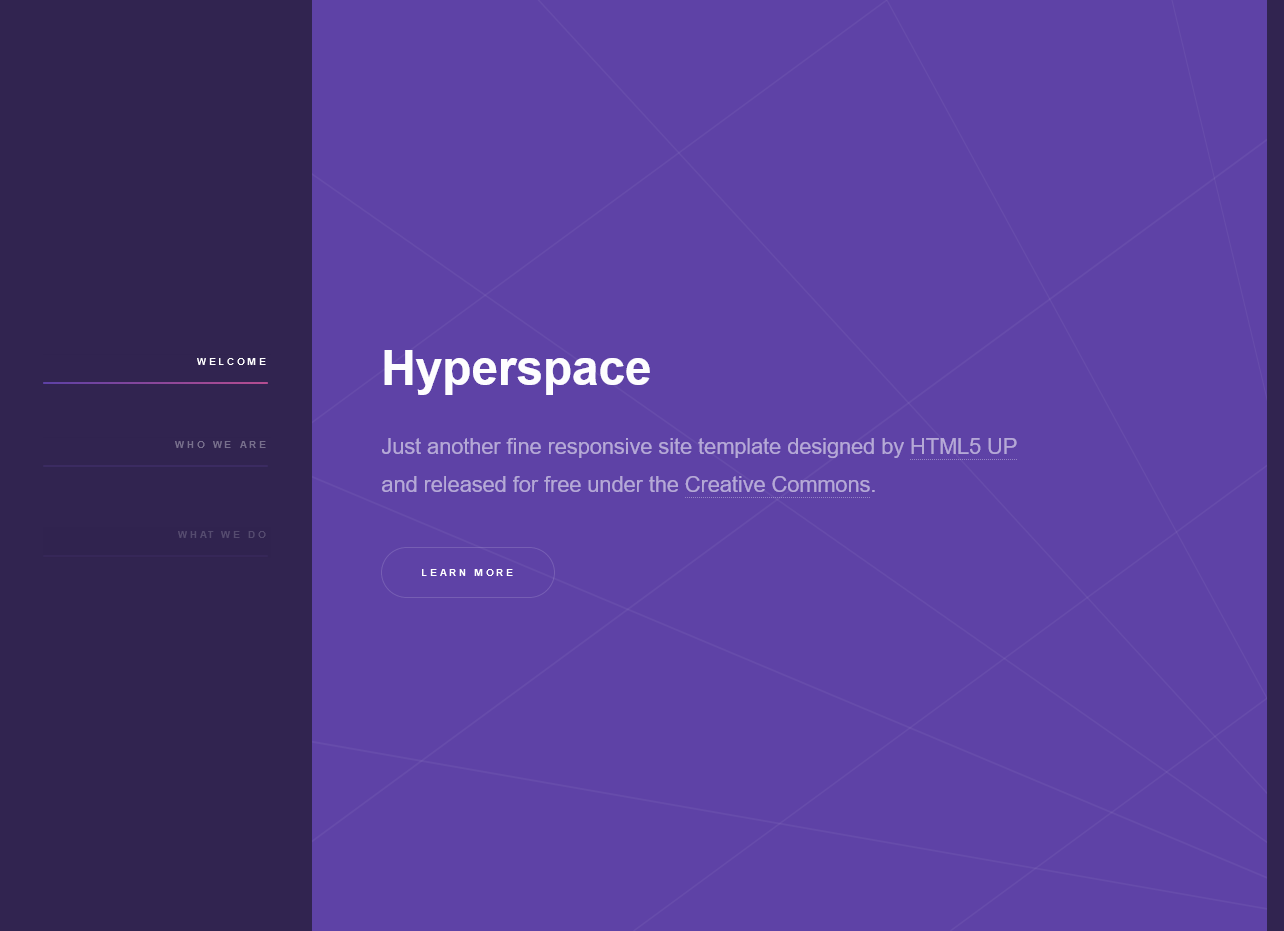 WELCOME
WHO WE ARE
WHAT WE DO
Hyperspace
Just another fine responsive site template designed by HTML5 UP
and released for free under the Creative Commons.
LEARN MORE